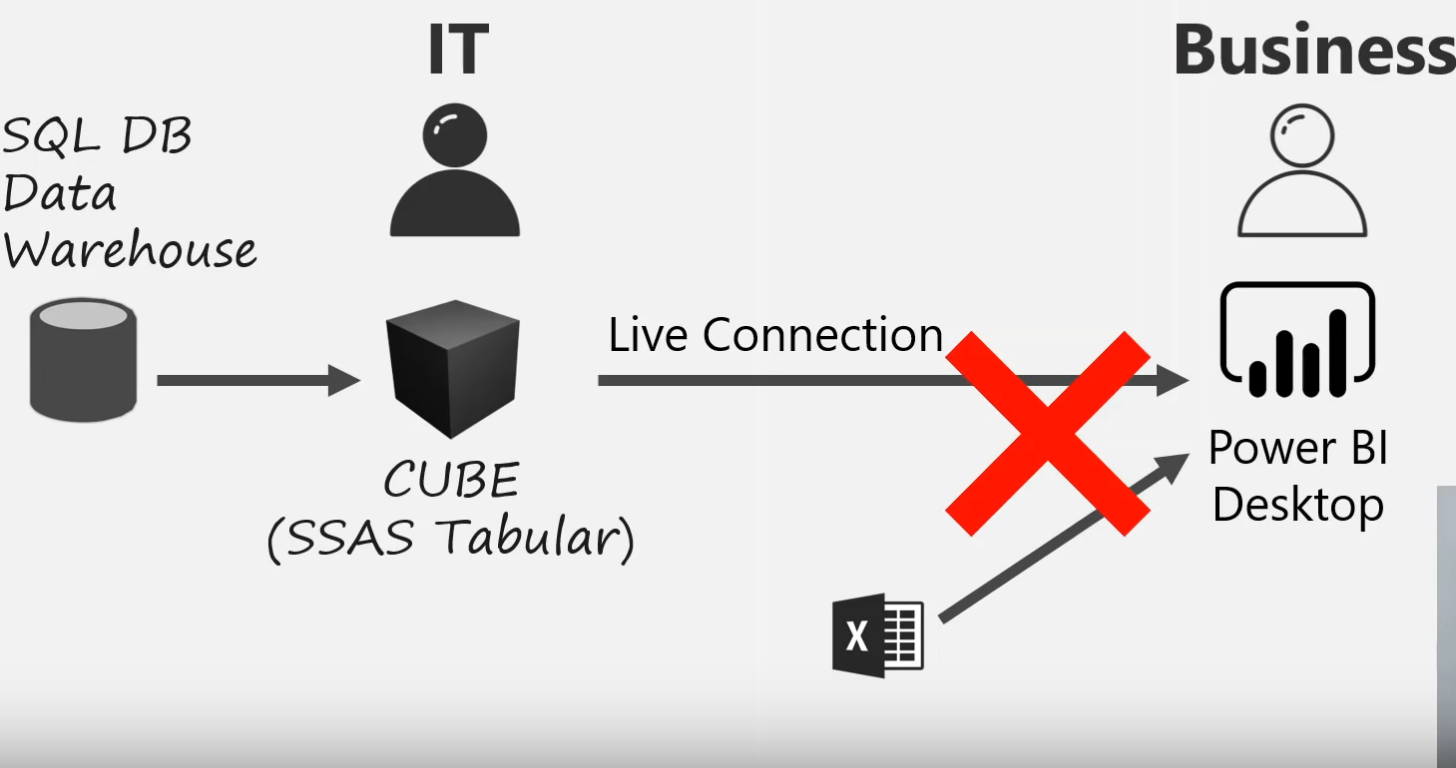 IT
Business
SQL DB
Data
Warehouse
Live Connection
CUBE
(SSAS Tabular)
Power BI
Desktop
X